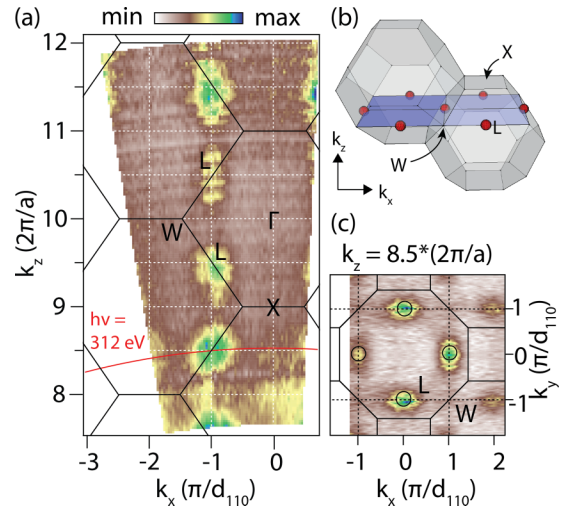 (a)
min
max
12
11
10
9
8
k_z (2π/a)
L
Γ
W
L
X
hν =
312 eV
-3
-2
-1
0
k_x (π/d_110)
(b)
X
L
k_z
W
k_x
(c)
k_z = 8.5*(2π/a)
1
0
-1
k_y (π/d_110)
L
W
-1
0
1
2
k_x (π/d_110)